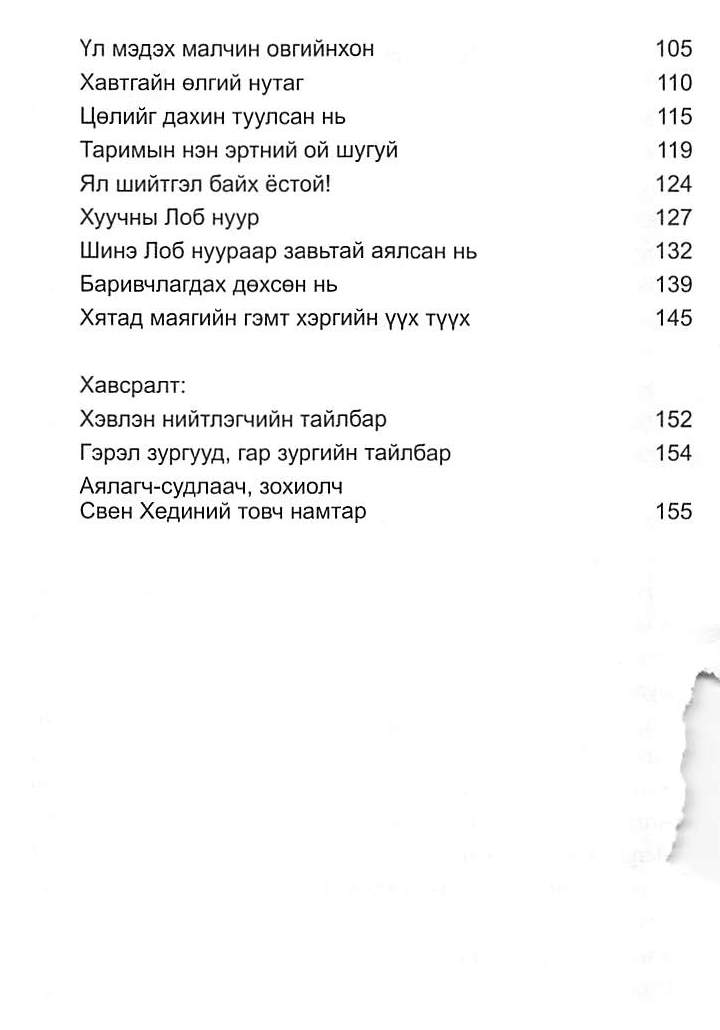 Үл мэдэх малчин овгийнхон 105
Хавтгайн өлгий нутаг 110
Цөлийг дахин туулсан нь 115
Таримын нэн эртний ой шугуй 119
Ял шийтгэл байх ёстой! 124
Хуучны Лоб нуур 127
Шинэ Лоб нуураар завьтай аялсан нь 132
Баривчлагдах дөхсөн нь 139
Хятад маягийн гэмт хэргийн үүх түүх 145
Хавсралт:
Хэвлэн нийтлэгчийн тайлбар 152
Гэрэл зургууд, гар зургийн тайлбар 154
Аялагч-судлаач, зохиолч
Свен Хединий товч намтар 155